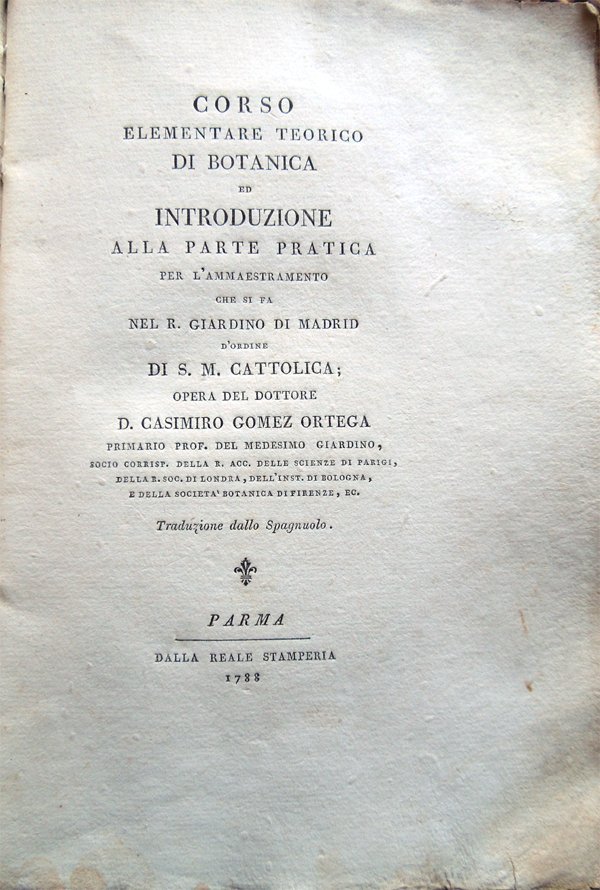 CORSO
ELEMENTARE TEORICO
DI BOTANICA
ED
INTRODUZIONE
ALLA PARTE PRATICA
PER L'AMMAESTRAMENTO
CHE SI FA
NEL R. GIARDINO DI MADRID
D'ORDINE
DI S. M. CATTOLICA;
OPERA DEL DOTTORE
D. CASIMIRO GOMEZ ORTEGA
PRIMARIO PROF. DEL MEDESIMO GIARDINO,
SOCIO CORRISP. DELLA R. ACC. DELLE SCIENZE DI PARIGI,
DELLA R. SOC. DI LONDRA, DELL'INST. DI BOLOGNA,
E DELLA SOCIETA' BOTANICA DI FIRENZE, EC.
Traduzione dallo Spagnuolo.
PARMA
DALLA REALE STAMPERIA
1788